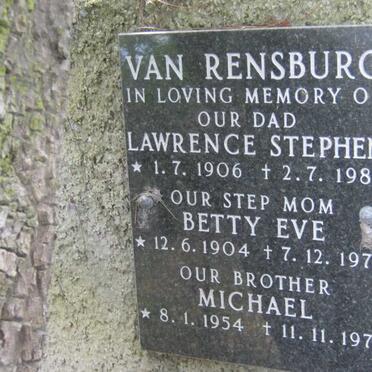 VAN RENSBURG
IN LOVING MEMORY O
OUR DAD
LAWRENCE STEPHEN
★ 1.7.1906 † 2.7.198
OUR STEP MOM
BETTY EVE
★ 12.6.1904 † 7.12.197
OUR BROTHER
MICHAEL
★ 8.1.1954 † 11.11.197